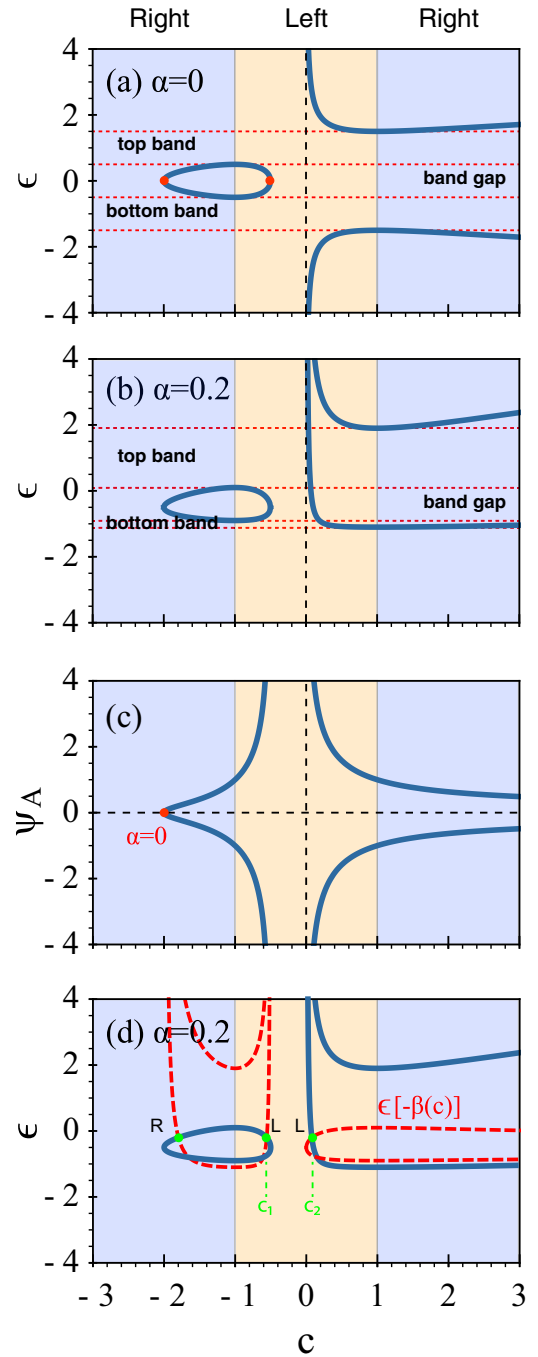 Right Left Right
(a) α=0
top band
band gap
bottom band
ϵ
4
2
0
- 2
- 4
(b) α=0.2
top band
band gap
bottom band
ϵ
4
2
0
- 2
- 4
(c)
α=0
ψA
4
2
0
- 2
- 4
(d) α=0.2
ϵ[-β(c)]
R L L
c1 c2
ϵ
4
2
0
- 2
- 4
- 3 - 2 - 1 0 1 2 3
c